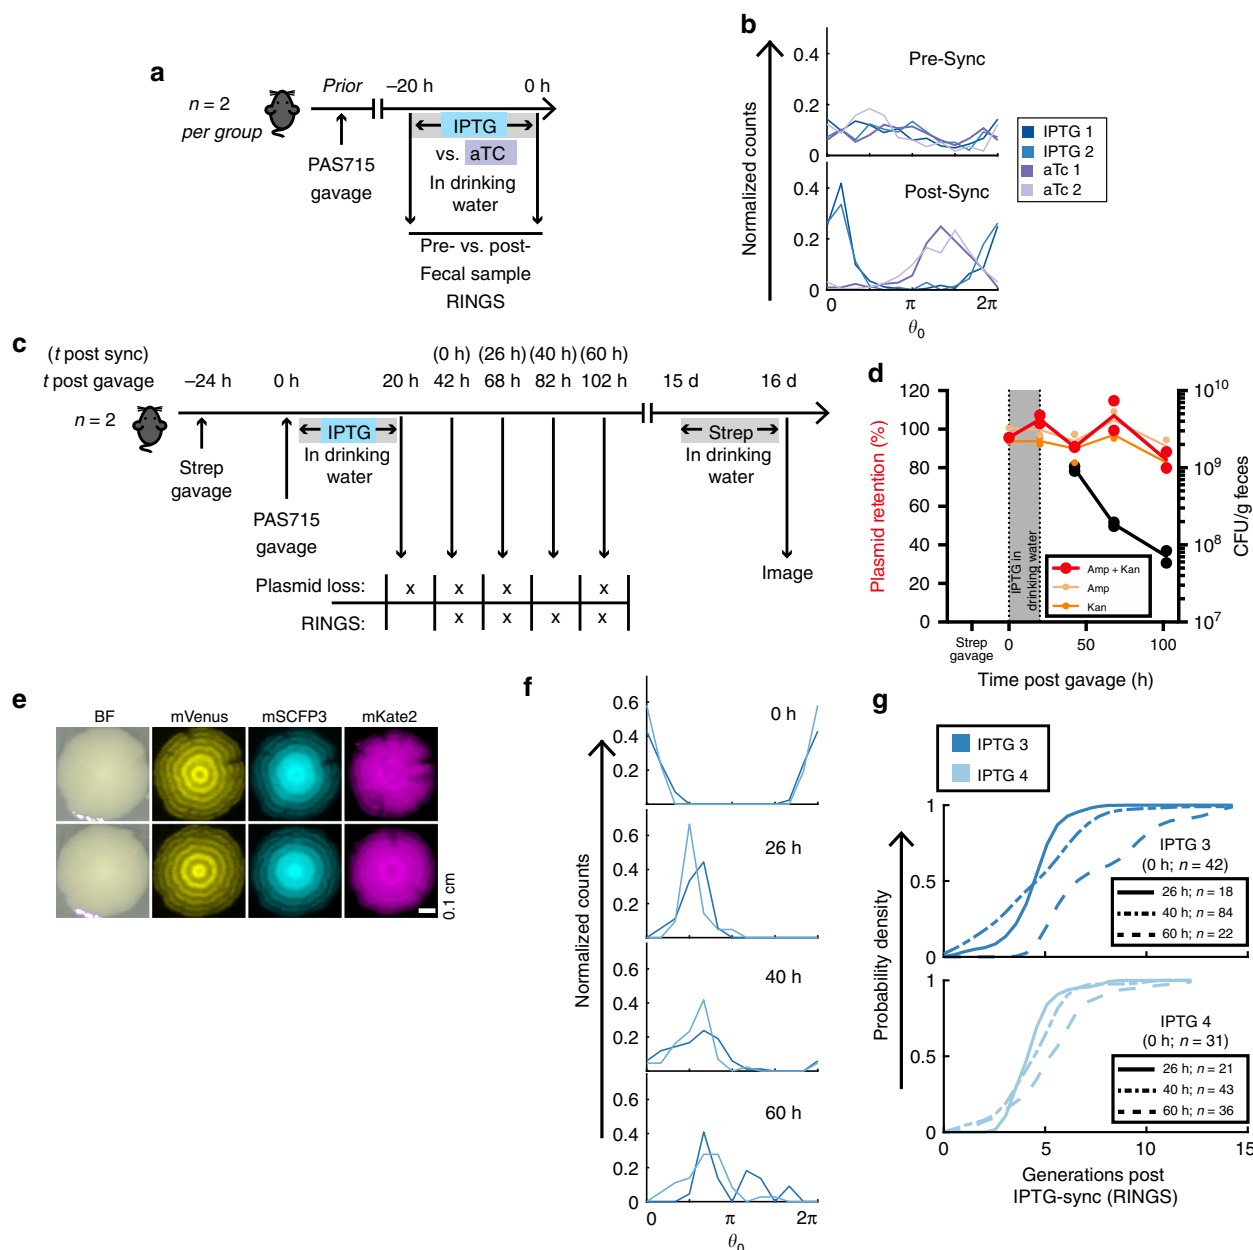 a
Prior
–20 h
0 h
n = 2
per group
IPTG
vs. aTC
In drinking
water
PAS715
gavage
Pre- vs. post-
Fecal sample
RINGS
b
Normalized counts
0.4
0.2
0
Pre-Sync
0.4
0.2
0
Post-Sync
0
π
2π
θ0
IPTG 1
IPTG 2
aTc 1
aTc 2
c
(t post sync)
(0 h)
(26 h)
(40 h)
(60 h)
t post gavage
–24 h
0 h
20 h
42 h
68 h
82 h
102 h
15 d
16 d
n = 2
IPTG
In drinking
water
Strep
In drinking
water
Strep
gavage
PAS715
gavage
Image
Plasmid loss:
x
x
x
x
RINGS:
x
x
x
x
d
Plasmid retention (%)
120
100
80
60
40
20
0
10^10
10^9
10^8
10^7
CFU/g feces
IPTG in
drinking water
Amp + Kan
Amp
Kan
Strep
gavage
0
50
100
Time post gavage (h)
e
BF
mVenus
mSCFP3
mKate2
0.1 cm
f
Normalized counts
0.6
0.4
0.2
0 h
0.6
0.4
0.2
26 h
0.6
0.4
0.2
40 h
0.6
0.4
0.2
0
60 h
0
π
2π
θ0
g
IPTG 3
IPTG 4
Probability density
1
0.5
0
IPTG 3
(0 h; n = 42)
26 h; n = 18
40 h; n = 84
60 h; n = 22
1
0.5
0
IPTG 4
(0 h; n = 31)
26 h; n = 21
40 h; n = 43
60 h; n = 36
0
5
10
15
Generations post
IPTG-sync (RINGS)